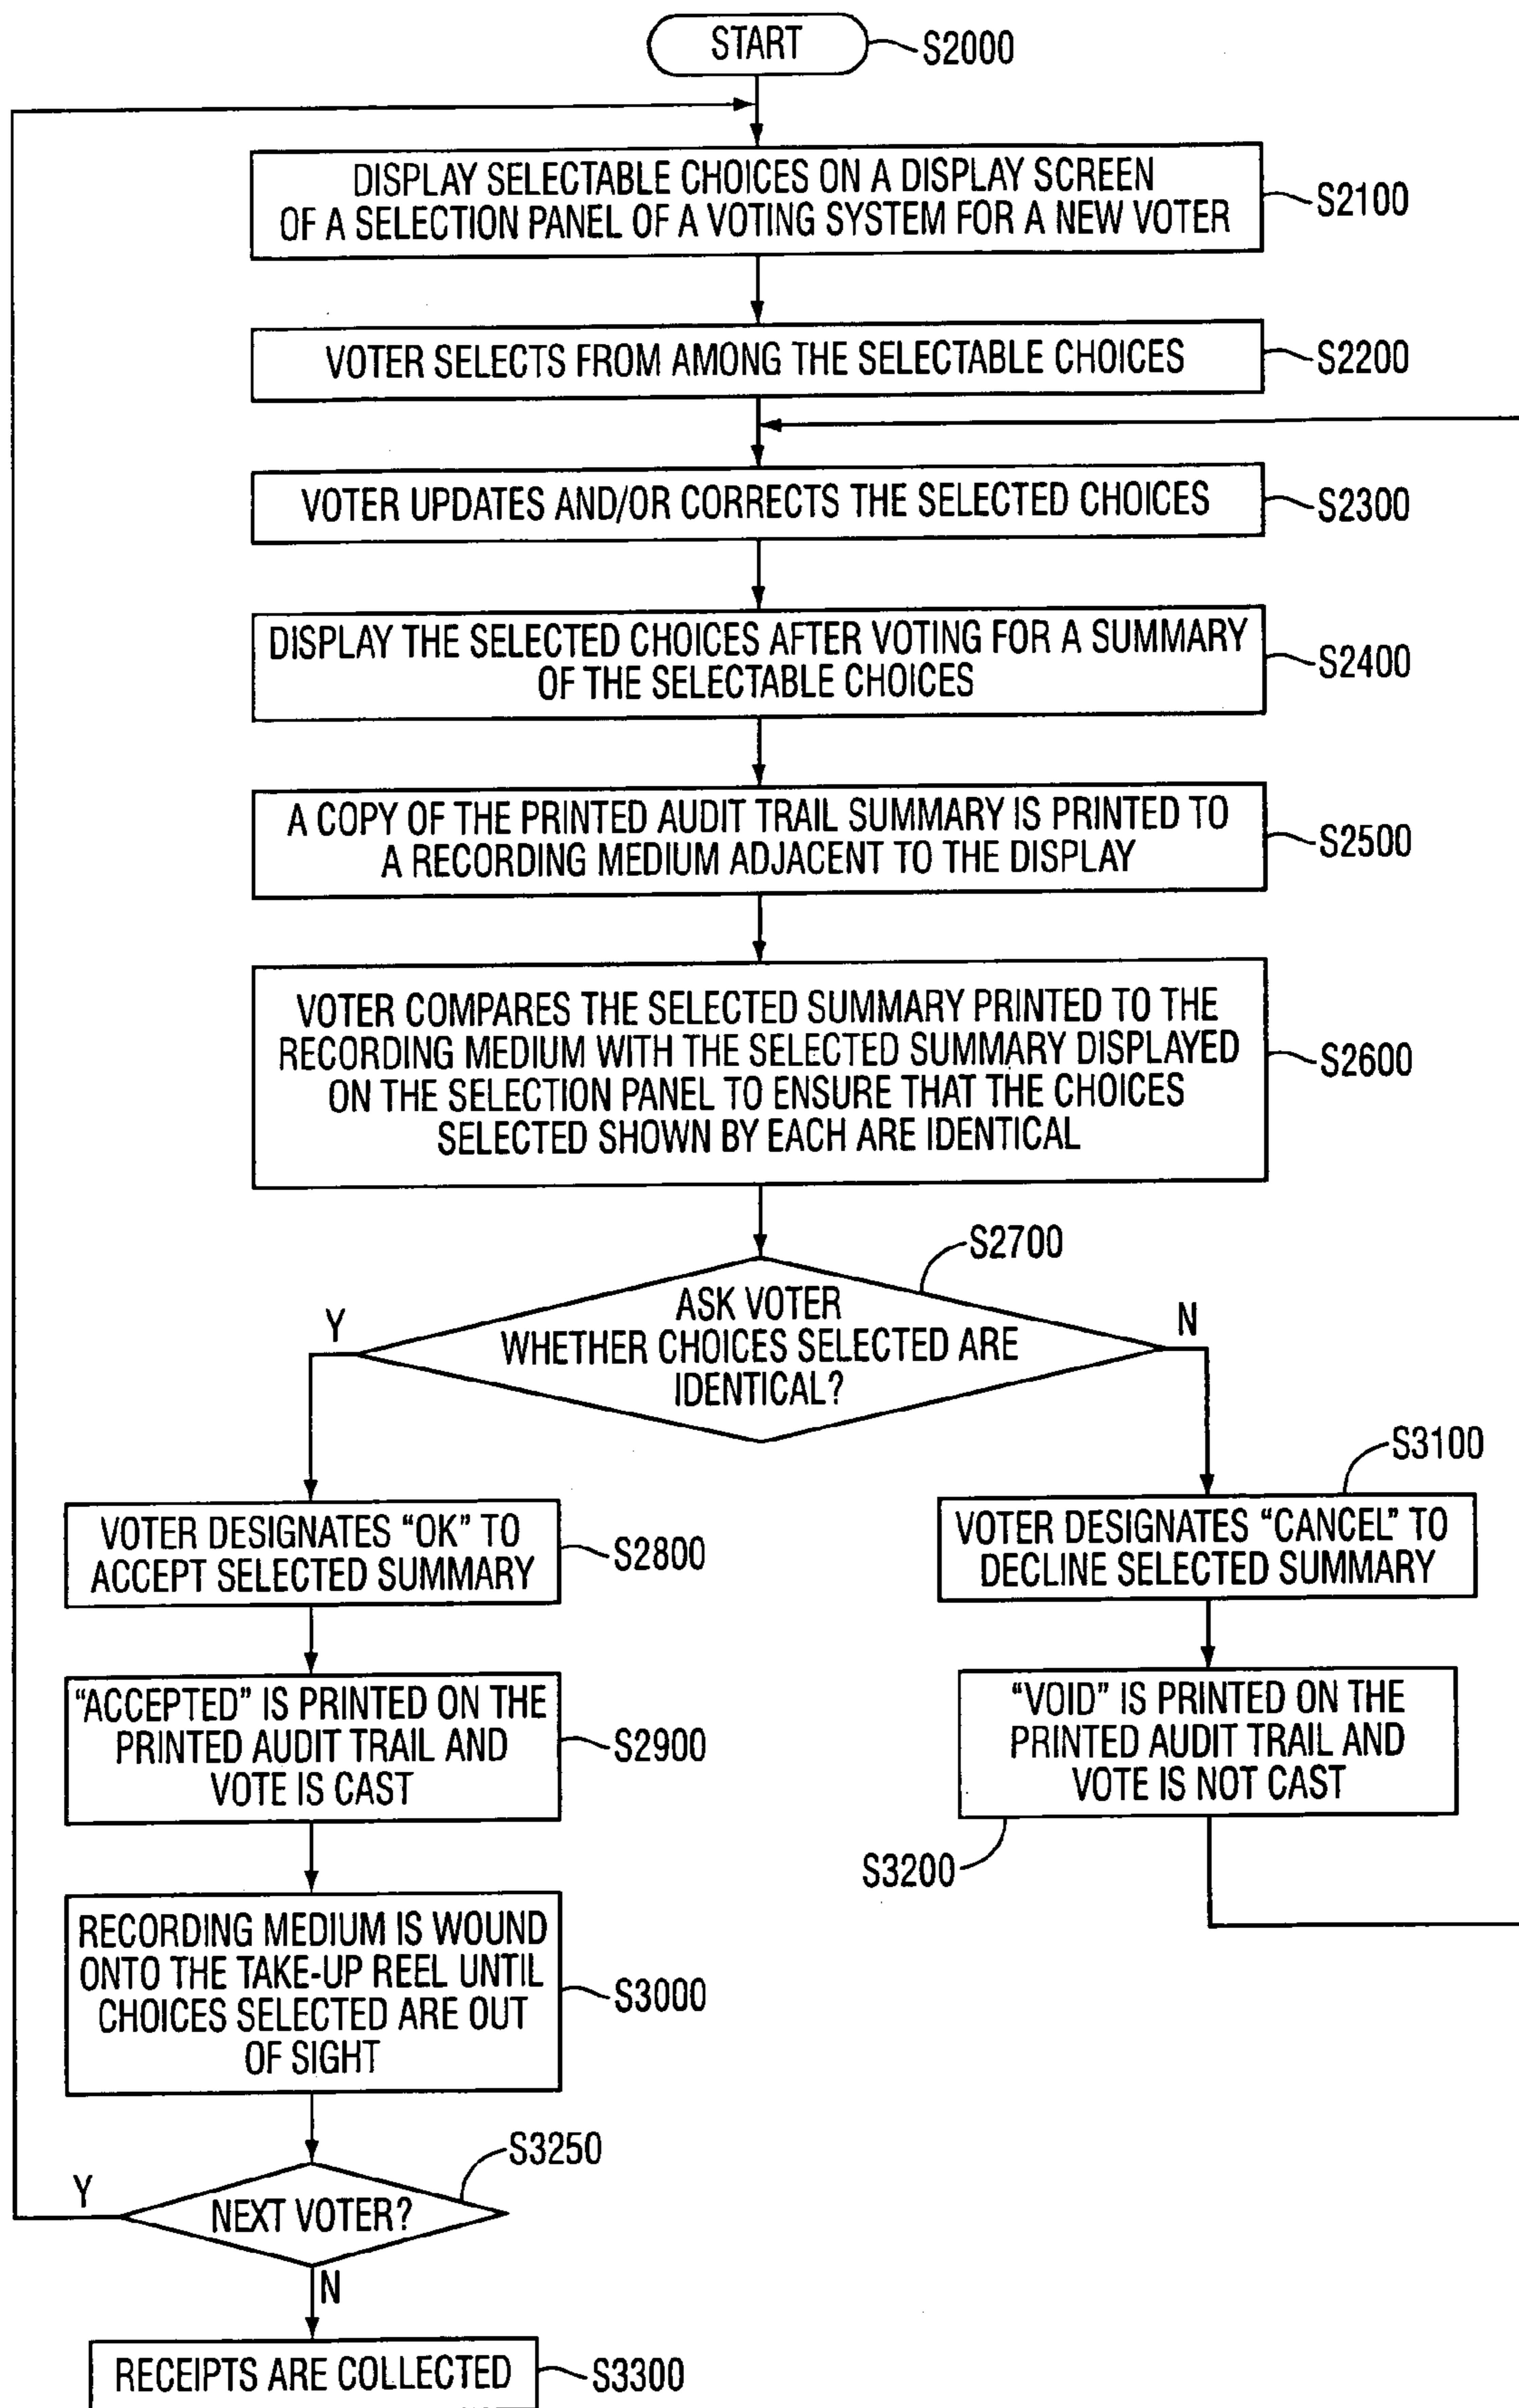 START
S2000
DISPLAY SELECTABLE CHOICES ON A DISPLAY SCREEN
OF A SELECTION PANEL OF A VOTING SYSTEM FOR A NEW VOTER
S2100
VOTER SELECTS FROM AMONG THE SELECTABLE CHOICES
S2200
VOTER UPDATES AND/OR CORRECTS THE SELECTED CHOICES
S2300
DISPLAY THE SELECTED CHOICES AFTER VOTING FOR A SUMMARY
OF THE SELECTABLE CHOICES
S2400
A COPY OF THE PRINTED AUDIT TRAIL SUMMARY IS PRINTED TO
A RECORDING MEDIUM ADJACENT TO THE DISPLAY
S2500
VOTER COMPARES THE SELECTED SUMMARY PRINTED TO THE
RECORDING MEDIUM WITH THE SELECTED SUMMARY DISPLAYED
ON THE SELECTION PANEL TO ENSURE THAT THE CHOICES
SELECTED SHOWN BY EACH ARE IDENTICAL
S2600
S2700
ASK VOTER
WHETHER CHOICES SELECTED ARE
IDENTICAL?
Y
N
VOTER DESIGNATES “OK” TO
ACCEPT SELECTED SUMMARY
S2800
S3100
VOTER DESIGNATES “CANCEL” TO
DECLINE SELECTED SUMMARY
“ACCEPTED” IS PRINTED ON THE
PRINTED AUDIT TRAIL AND
VOTE IS CAST
S2900
“VOID” IS PRINTED ON THE
PRINTED AUDIT TRAIL AND
VOTE IS NOT CAST
S3200
RECORDING MEDIUM IS WOUND
ONTO THE TAKE-UP REEL UNTIL
CHOICES SELECTED ARE OUT
OF SIGHT
S3000
S3250
NEXT VOTER?
Y
N
RECEIPTS ARE COLLECTED
S3300